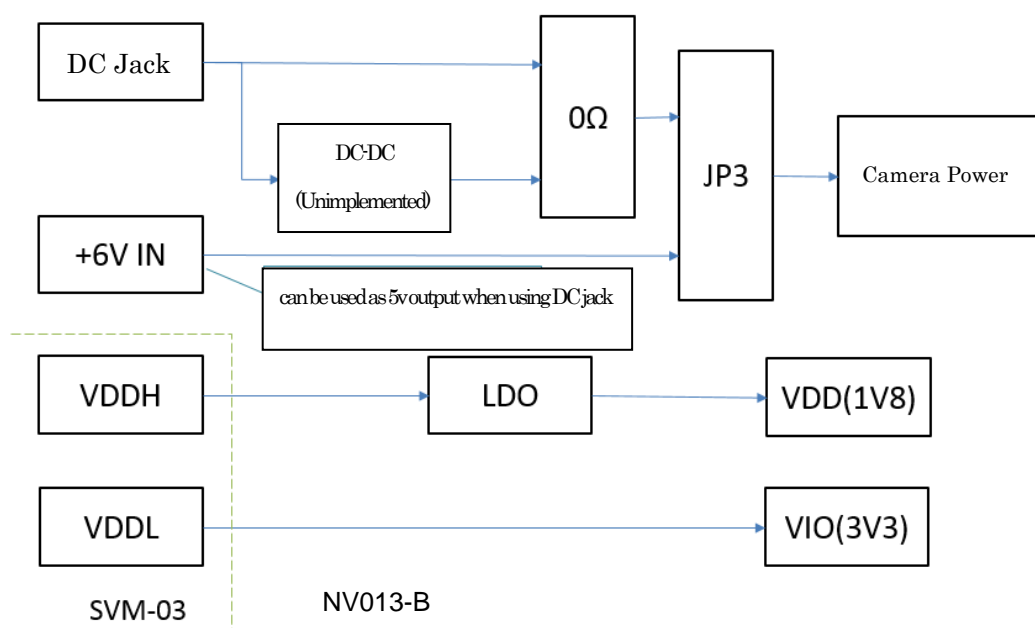 DC Jack
0Ω
DC-DC
(Unimplemented)
JP3
Camera Power
+6V IN
can be used as 5v output when using DC jack
VDDH
LDO
VDD(1V8)
VDDL
VIO(3V3)
SVM-03
NV013-B